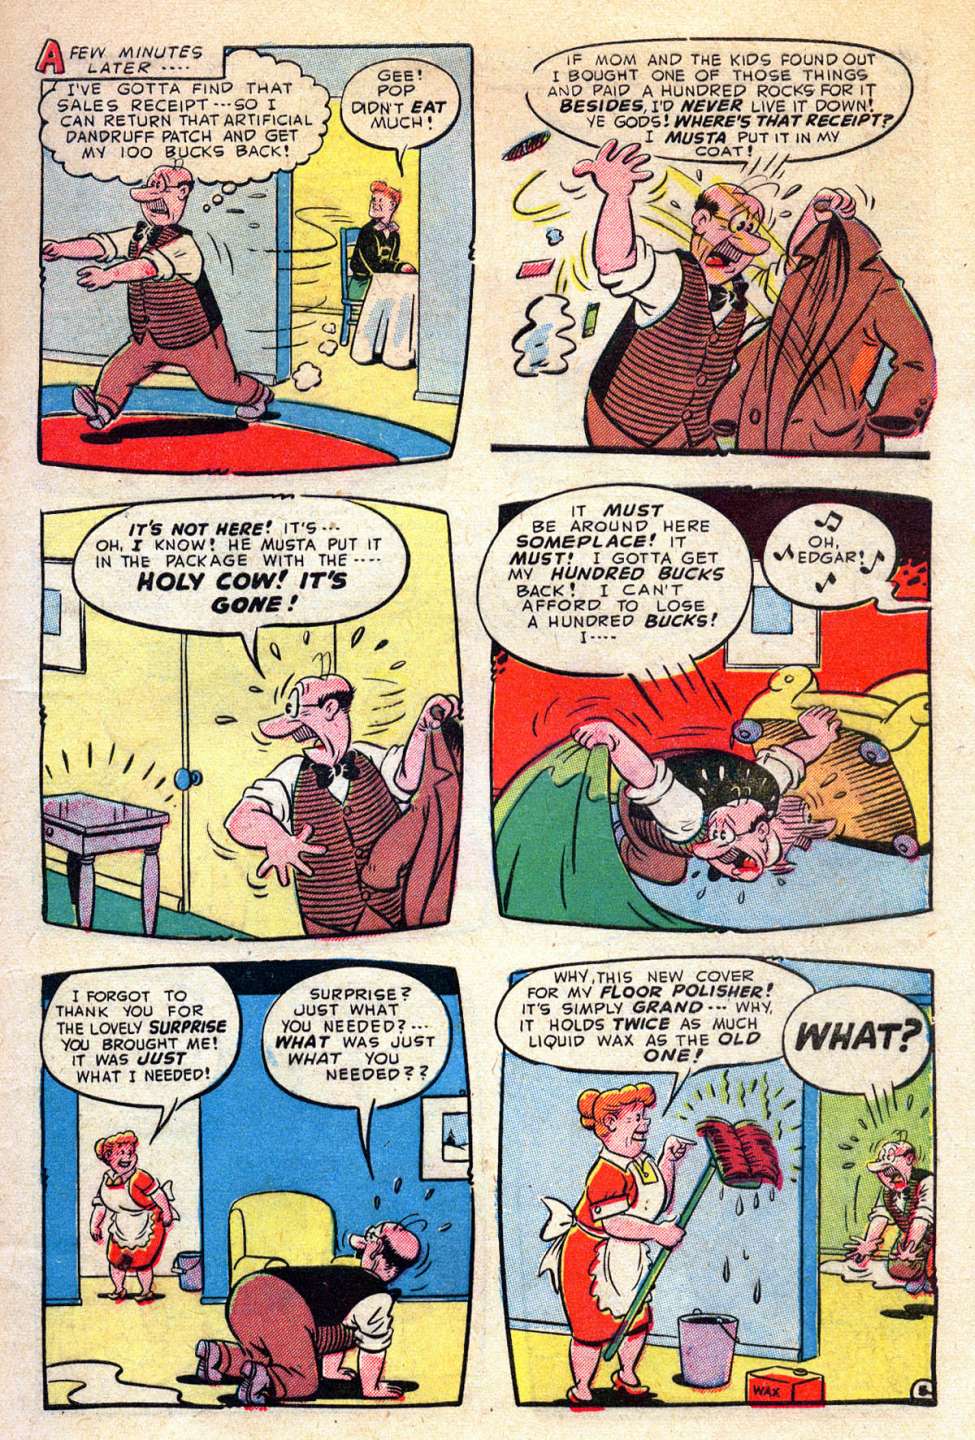 A FEW MINUTES
LATER ....
I'VE GOTTA FIND THAT
SALES RECEIPT --- SO I
CAN RETURN THAT ARTIFICIAL
DANDRUFF PATCH AND GET
MY 100 BUCKS BACK!
GEE!
POP
DIDN'T EAT
MUCH!
IF MOM AND THE KIDS FOUND OUT
I BOUGHT ONE OF THOSE THINGS
AND PAID A HUNDRED ROCKS FOR IT
BESIDES, I'D NEVER LIVE IT DOWN!
YE GODS! WHERE'S THAT RECEIPT?
I MUSTA PUT IT IN MY
COAT!
IT'S NOT HERE! IT'S---
OH, I KNOW! HE MUSTA PUT IT
IN THE PACKAGE WITH THE ----
HOLY COW! IT'S
GONE!
IT MUST
BE AROUND HERE
SOMEPLACE! IT
MUST! I GOTTA GET
MY HUNDRED BUCKS
BACK! I CAN'T
AFFORD TO LOSE
A HUNDRED BUCKS!
I----
♫
OH,
♪EDGAR!♪
♪
I FORGOT TO
THANK YOU FOR
THE LOVELY SURPRISE
YOU BROUGHT ME!
IT WAS JUST
WHAT I NEEDED!
SURPRISE?
JUST WHAT
YOU NEEDED?---
WHAT WAS JUST
WHAT YOU
NEEDED??
WHY, THIS NEW COVER
FOR MY FLOOR POLISHER!
IT'S SIMPLY GRAND --- WHY,
IT HOLDS TWICE AS MUCH
LIQUID WAX AS THE OLD
ONE!
WHAT?
WAX